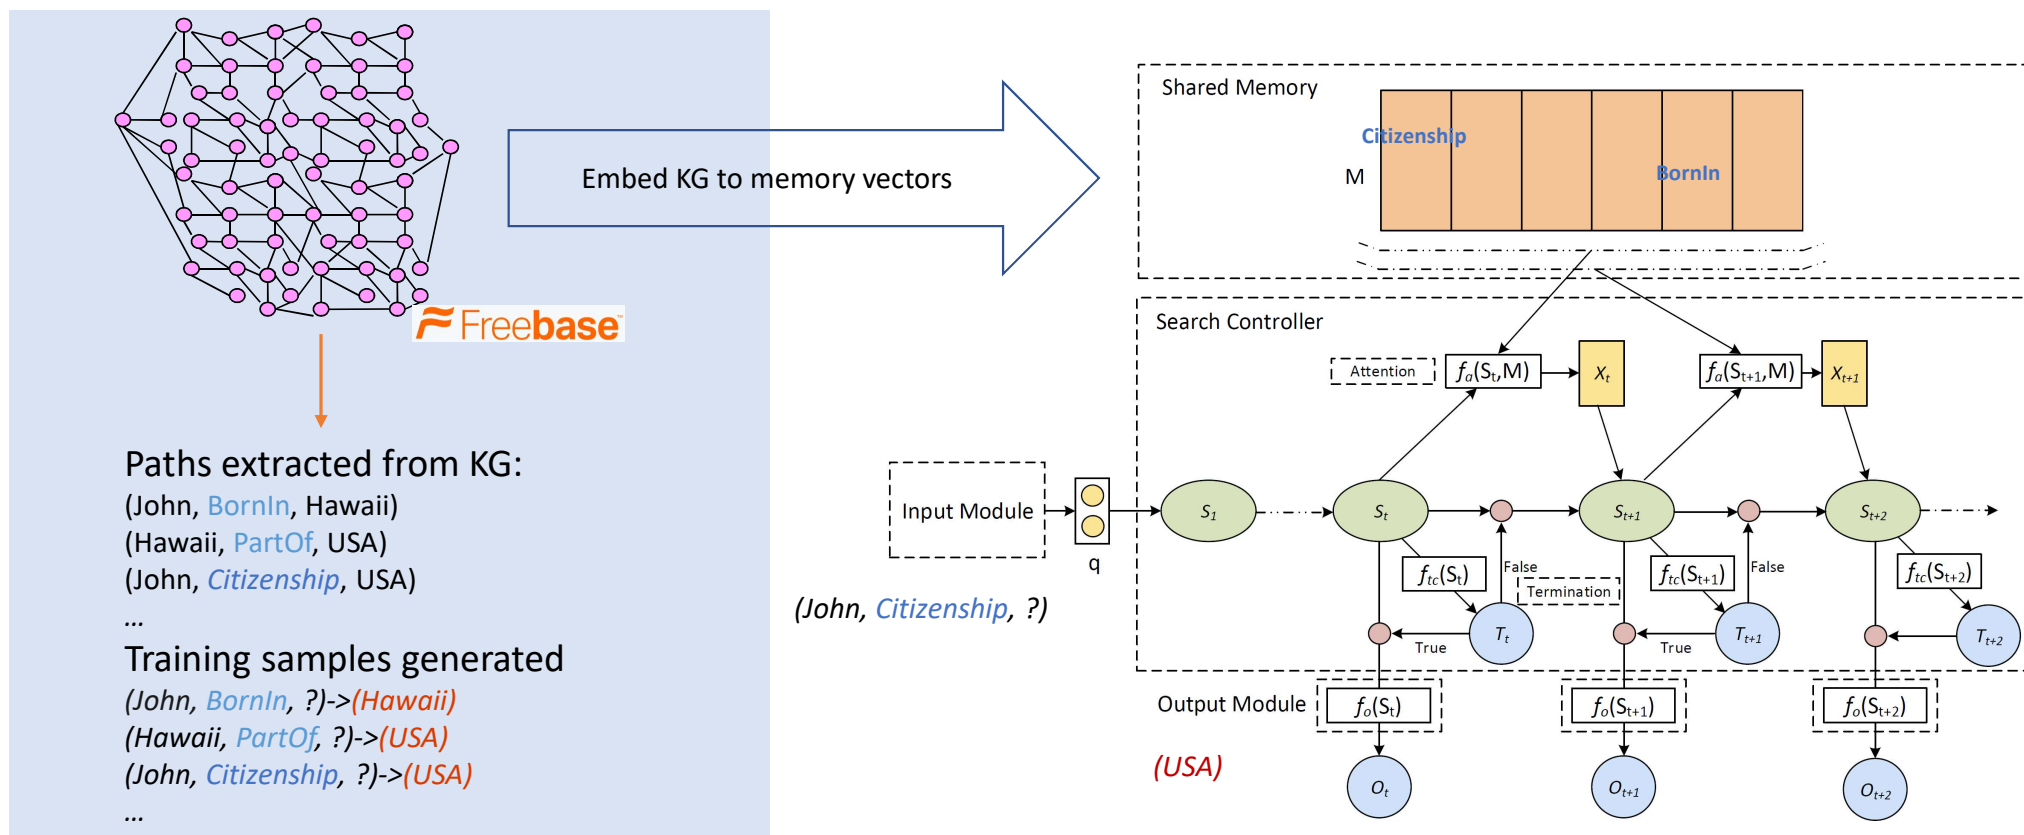 Freebase™
Paths extracted from KG:
(John, BornIn, Hawaii)
(Hawaii, PartOf, USA)
(John, Citizenship, USA)
...
Training samples generated
(John, BornIn, ?)->(Hawaii)
(Hawaii, PartOf, ?)->(USA)
(John, Citizenship, ?)->(USA)
...
Embed KG to memory vectors
Shared Memory
Citizenship
M
BornIn
Search Controller
Attention
fa(St,M)
Xt
fa(St+1,M)
Xt+1
Input Module
q
(John, Citizenship, ?)
S1
St
St+1
St+2
ftc(St)
False
Termination
ftc(St+1)
False
ftc(St+2)
True
Tt
True
Tt+1
Tt+2
Output Module
fo(St)
fo(St+1)
fo(St+2)
(USA)
Ot
Ot+1
Ot+2